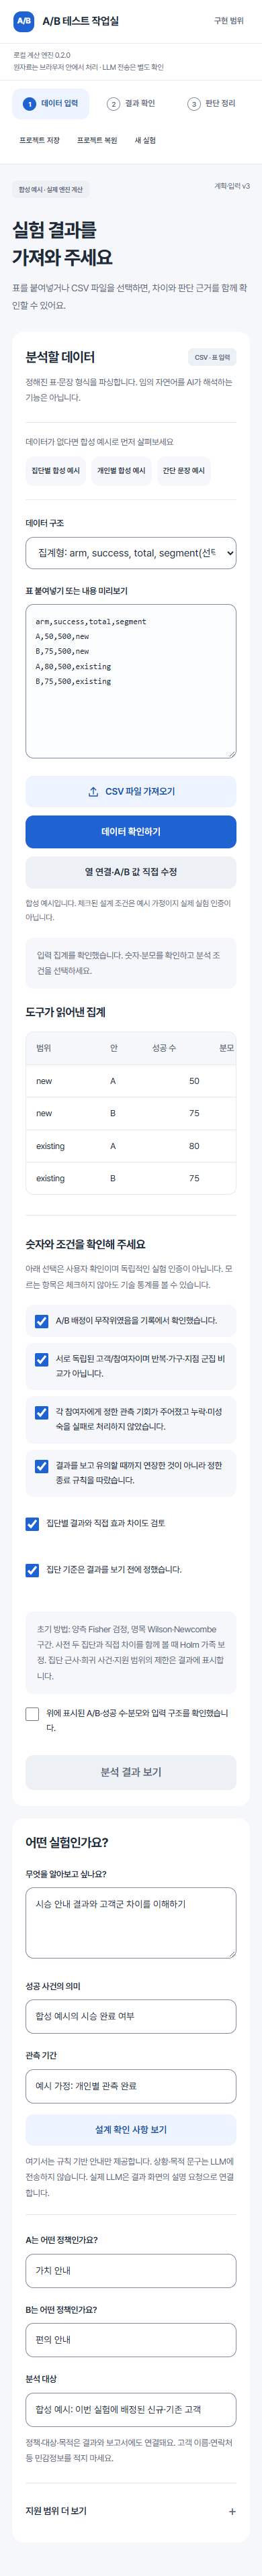 A/B
A/B 테스트 작업실
구현 범위
로컬 계산 엔진 0.2.0
원자료는 브라우저 안에서 처리 · LLM 전송은 별도 확인
1 데이터 입력
2 결과 확인
3 판단 정리
프로젝트 저장
프로젝트 복원
새 실험
합성 예시 · 실제 엔진 계산
계획·입력 v3
실험 결과를
가져와 주세요
표를 붙여넣거나 CSV 파일을 선택하면, 차이와 판단 근거를 함께 확
인할 수 있어요.
분석할 데이터
CSV · 표 입력
정해진 표·문장 형식을 파싱합니다. 임의 자연어를 AI가 해석하는
기능은 아닙니다.
데이터가 없다면 합성 예시로 먼저 살펴보세요
집단별 합성 예시
개인별 합성 예시
간단 문장 예시
데이터 구조
집계형: arm, success, total, segment(선택
표 붙여넣기 또는 내용 미리보기
arm,success,total,segment
A,50,500,new
B,75,500,new
A,80,500,existing
B,75,500,existing
CSV 파일 가져오기
데이터 확인하기
열 연결·A/B 값 직접 수정
합성 예시입니다. 체크된 설계 조건은 예시 가정이지 실제 실험 인증이
아닙니다.
입력 집계를 확인했습니다. 숫자·분모를 확인하고 분석 조
건을 선택하세요.
도구가 읽어낸 집계
범위 안 성공 수 분모
new A 50
new B 75
existing A 80
existing B 75
숫자와 조건을 확인해 주세요
아래 선택은 사용자 확인이며 독립적인 실험 인증이 아닙니다. 모
르는 항목은 체크하지 않아도 기술 통계를 볼 수 있습니다.
A/B 배정이 무작위였음을 기록에서 확인했습니다.
서로 독립된 고객/참여자이며 반복·가구·지점 군집 비
교가 아닙니다.
각 참여자에게 정한 관측 기회가 주어졌고 누락·미성
숙을 실패로 처리하지 않았습니다.
결과를 보고 유의할 때까지 연장한 것이 아니라 정한
종료 규칙을 따랐습니다.
집단별 결과와 직접 효과 차이도 검토
집단 기준은 결과를 보기 전에 정했습니다.
초기 방법: 양측 Fisher 검정, 명목 Wilson·Newcombe
구간. 사전 두 집단과 직접 차이를 함께 볼 때 Holm 가족 보
정. 집단 근사·희귀 사건·지원 범위의 제한은 결과에 표시합
니다.
위에 표시된 A/B·성공 수·분모와 입력 구조를 확인했습니
다.
분석 결과 보기
어떤 실험인가요?
무엇을 알아보고 싶나요?
시승 안내 결과와 고객군 차이를 이해하기
성공 사건의 의미
합성 예시의 시승 완료 여부
관측 기간
예시 가정: 개인별 관측 완료
설계 확인 사항 보기
여기서는 규칙 기반 안내만 제공합니다. 상황·목적 문구는 LLM에
전송하지 않습니다. 실제 LLM은 결과 화면의 설명 요청으로 연결
합니다.
A는 어떤 정책인가요?
가치 안내
B는 어떤 정책인가요?
편의 안내
분석 대상
합성 예시: 이번 실험에 배정된 신규·기존 고객
정책·대상·목적은 결과와 보고서에도 연결돼요. 고객 이름·연락처
등 민감정보를 적지 마세요.
지원 범위 더 보기
+